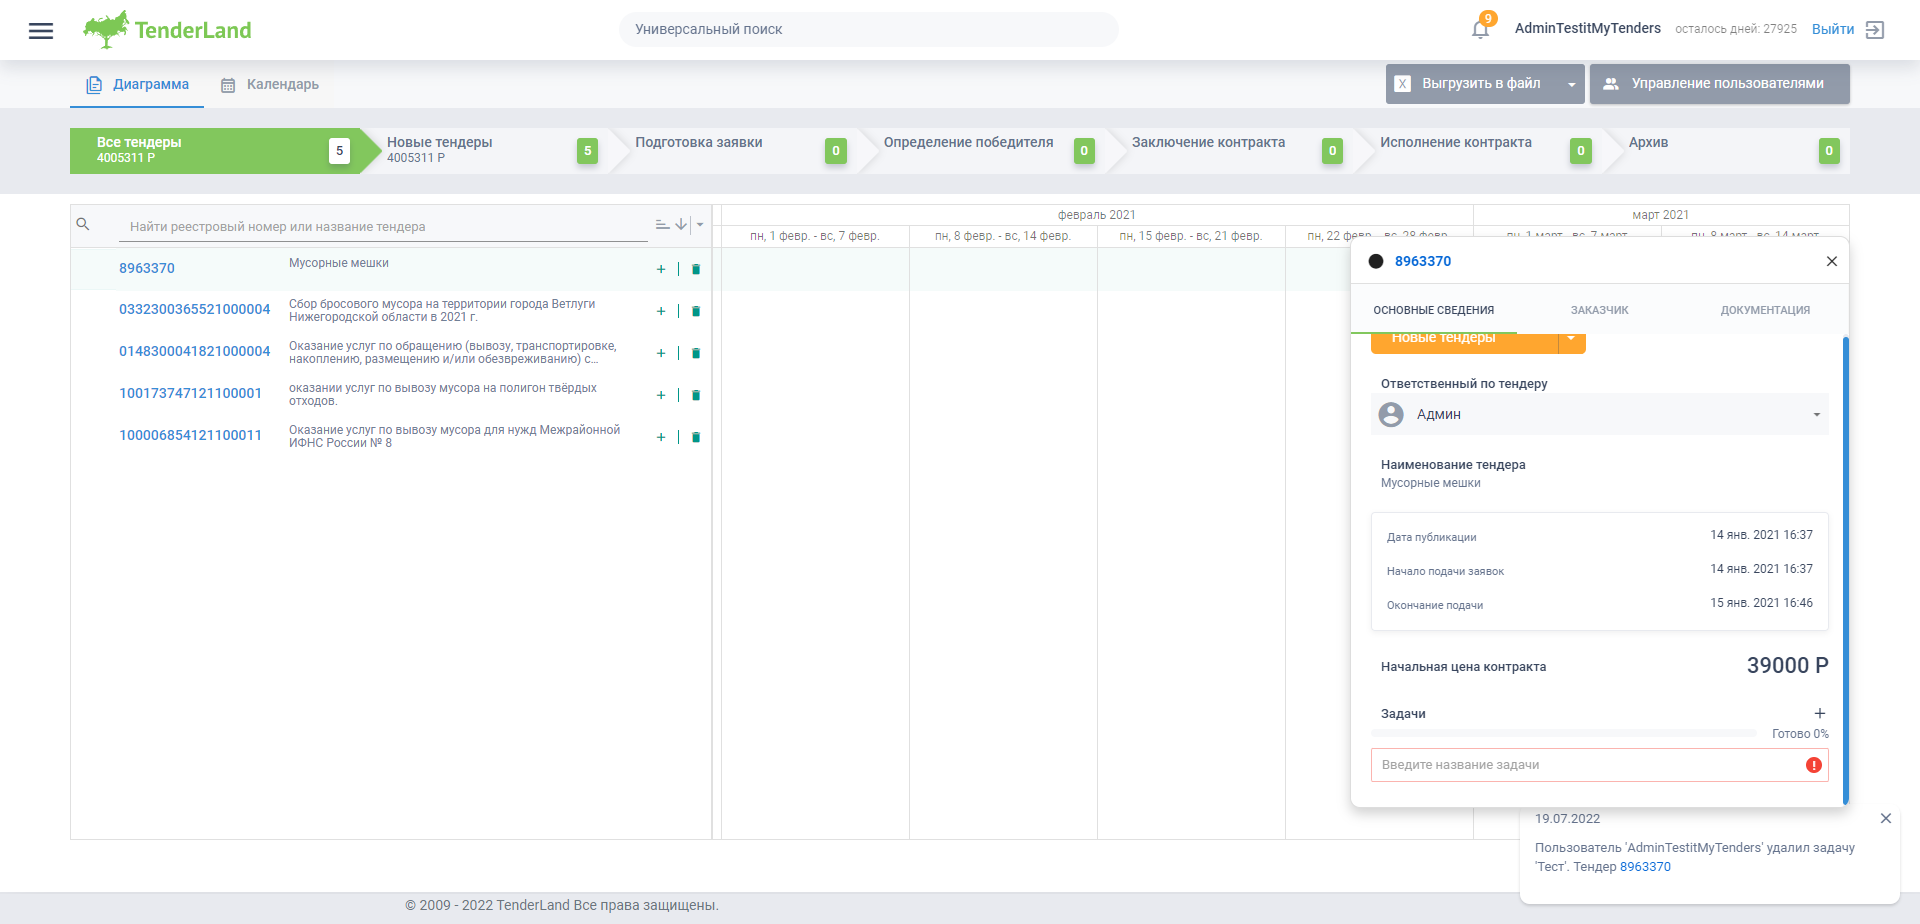 TenderLand
Универсальный поиск
9
AdminTestitMyTenders
осталось дней: 27925
Выйти
Диаграмма
Календарь
X Выгрузить в файл
Управление пользователями
Все тендеры
4005311 Р
5
Новые тендеры
4005311 Р
5
Подготовка заявки
0
Определение победителя
0
Заключение контракта
0
Исполнение контракта
0
Архив
0
Найти реестровый номер или название тендера
февраль 2021
март 2021
пн, 1 февр. - вс, 7 февр.
пн, 8 февр. - вс, 14 февр.
пн, 15 февр. - вс, 21 февр.
пн, 22 февр. - вс, 28 февр.
пн, 1 март - вс, 7 март
пн, 8 март - вс, 14 март
8963370
Мусорные мешки
0332300365521000004
Сбор бросового мусора на территории города Ветлуги
Нижегородской области в 2021 г.
0148300041821000004
Оказание услуг по обращению (вывозу, транспортировке,
накоплению, размещению и/или обезвреживанию) с...
100173747121100001
оказании услуг по вывозу мусора на полигон твёрдых
отходов.
100006854121100011
Оказание услуг по вывозу мусора для нужд Межрайонной
ИФНС России № 8
8963370
ОСНОВНЫЕ СВЕДЕНИЯ
ЗАКАЗЧИК
ДОКУМЕНТАЦИЯ
Новые тендеры
Ответственный по тендеру
Админ
Наименование тендера
Мусорные мешки
Дата публикации
14 янв. 2021 16:37
Начало подачи заявок
14 янв. 2021 16:37
Окончание подачи
15 янв. 2021 16:46
Начальная цена контракта
39000 Р
Задачи
Готово 0%
Введите название задачи
19.07.2022
Пользователь 'AdminTestitMyTenders' удалил задачу
'Тест'. Тендер 8963370
© 2009 - 2022 TenderLand Все права защищены.